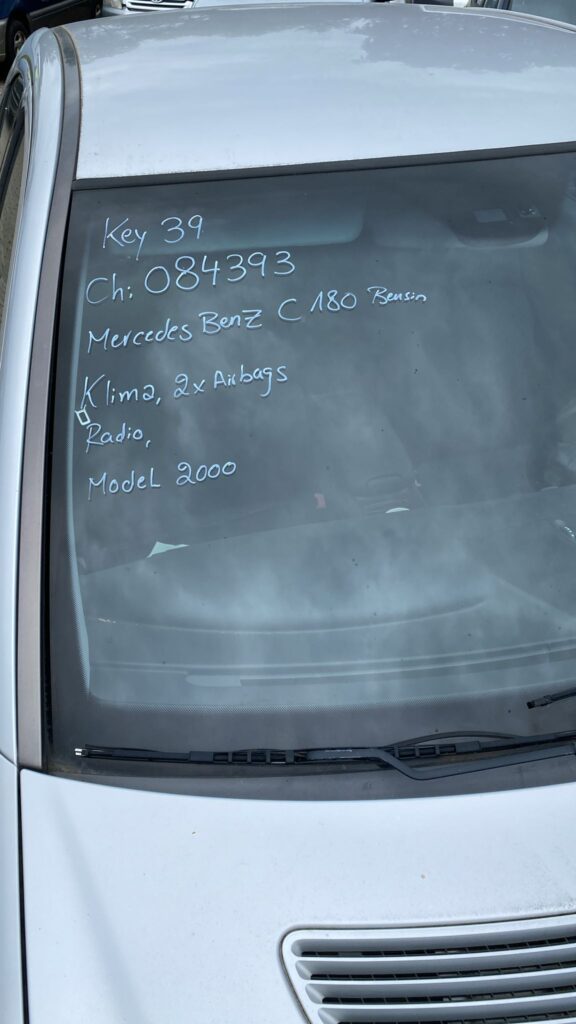 Key 39
Ch: 084393
Mercedes Benz C 180 Bensin
Klima, 2x Airbags
Radio,
Model 2000